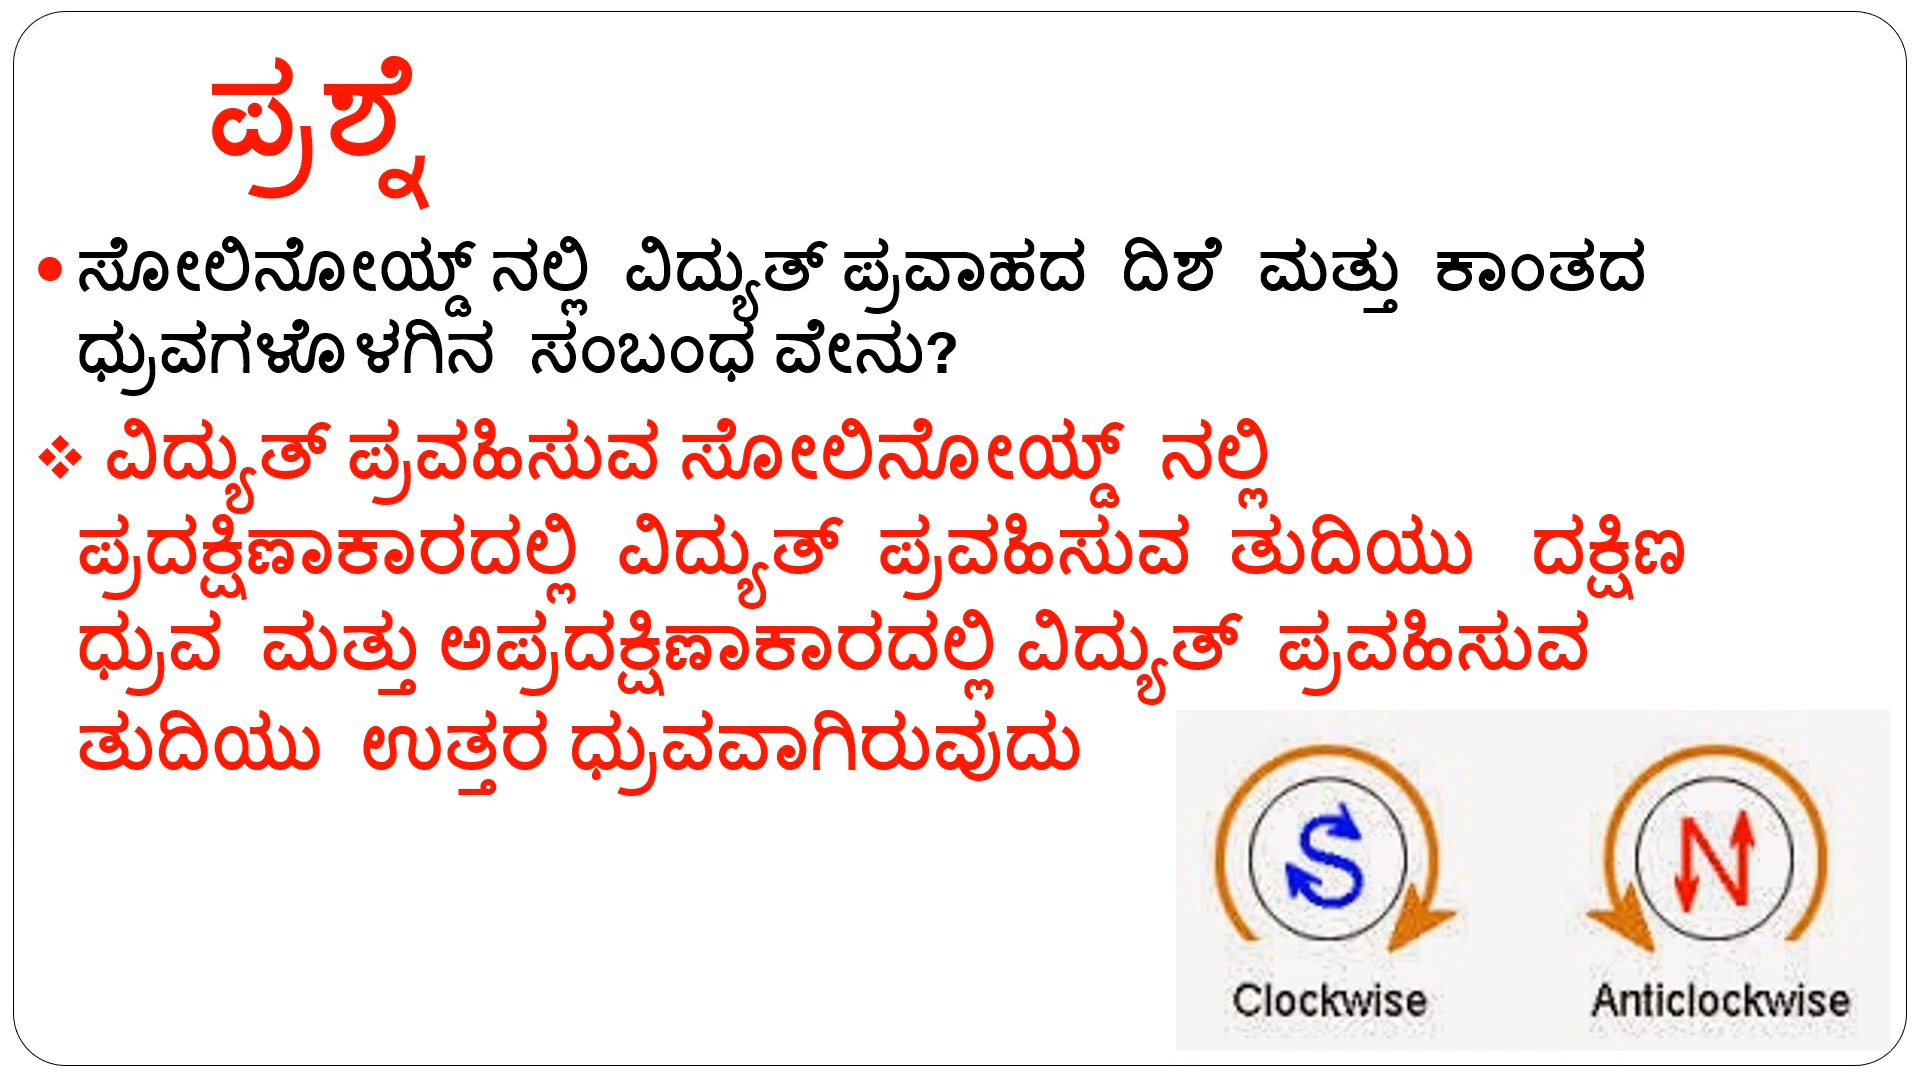 ಪ್ರಶ್ನೆ
• ಸೋಲಿನೋಯ್ಡ್ ನಲ್ಲಿ ವಿದ್ಯುತ್ ಪ್ರವಾಹದ ದಿಶೆ ಮತ್ತು ಕಾಂತದ
ಧ್ರುವಗಳೊಳಗಿನ ಸಂಬಂಧ ವೇನು?
❖ ವಿದ್ಯುತ್ ಪ್ರವಹಿಸುವ ಸೋಲಿನೋಯ್ಡ್ ನಲ್ಲಿ
ಪ್ರದಕ್ಷಿಣಾಕಾರದಲ್ಲಿ ವಿದ್ಯುತ್ ಪ್ರವಹಿಸುವ ತುದಿಯು ದಕ್ಷಿಣ
ಧ್ರುವ ಮತ್ತು ಅಪ್ರದಕ್ಷಿಣಾಕಾರದಲ್ಲಿ ವಿದ್ಯುತ್ ಪ್ರವಹಿಸುವ
ತುದಿಯು ಉತ್ತರ ಧ್ರುವವಾಗಿರುವುದು
S N
Clockwise Anticlockwise